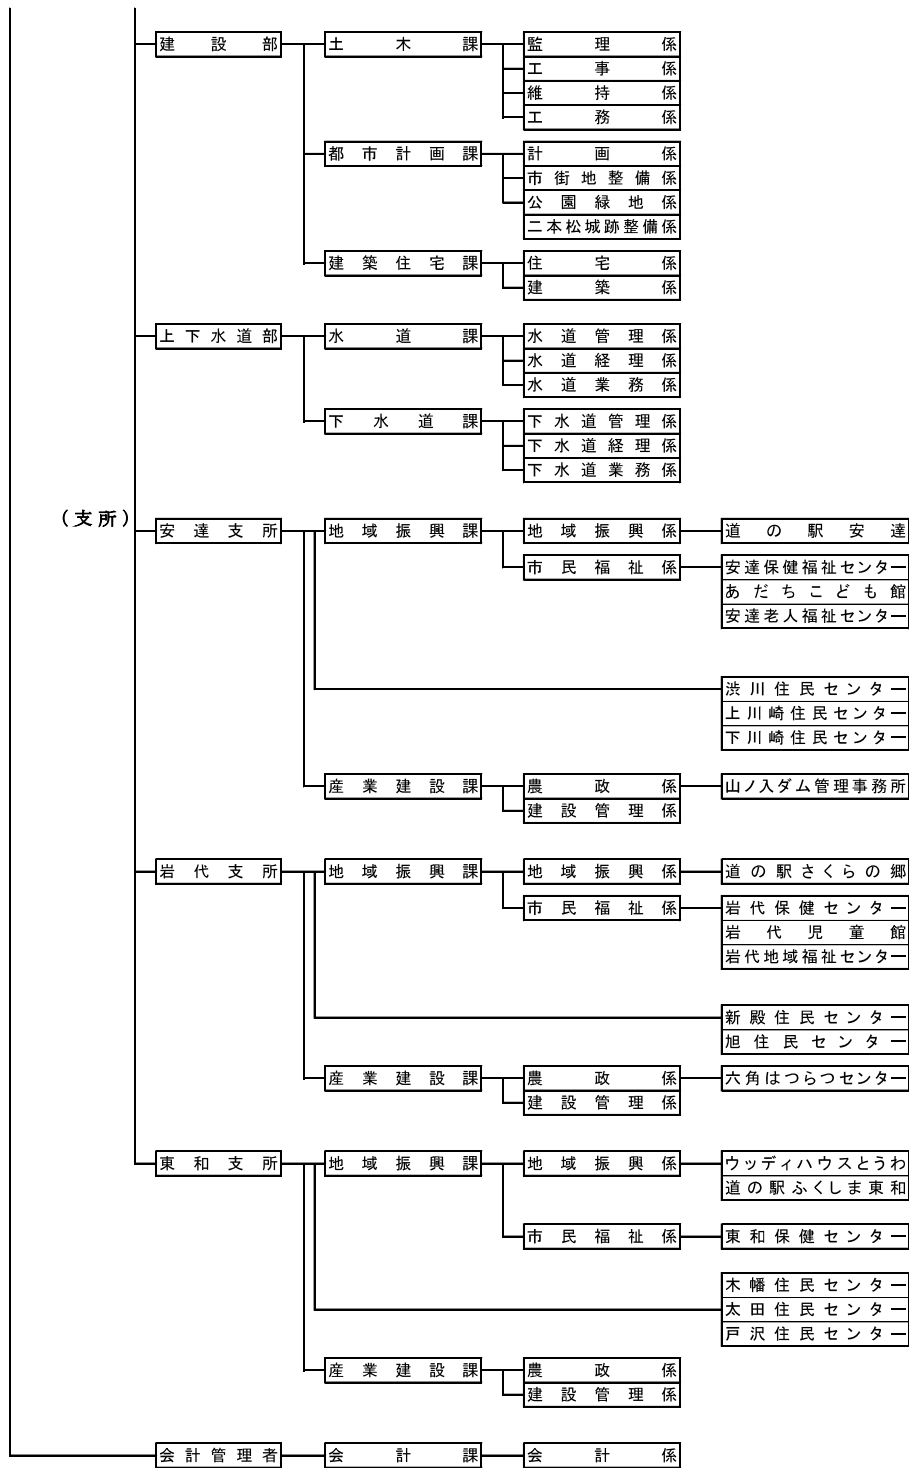 建設部 土木課 監理係
工事係
維持係
工務係
都市計画課 計画係
市街地整備係
公園緑地係
二本松城跡整備係
建築住宅課 住宅係
建築係
上下水道部 水道課 水道管理係
水道経理係
水道業務係
下水道課 下水道管理係
下水道経理係
下水道業務係
（支所）
安達支所 地域振興課 地域振興係 道の駅安達
市民福祉係 安達保健福祉センター
あだちこども館
安達老人福祉センター
渋川住民センター
上川崎住民センター
下川崎住民センター
産業建設課 農政係 山ノ入ダム管理事務所
建設管理係
岩代支所 地域振興課 地域振興係 道の駅さくらの郷
市民福祉係 岩代保健センター
岩代児童館
岩代地域福祉センター
新殿住民センター
旭住民センター
産業建設課 農政係 六角はつらつセンター
建設管理係
東和支所 地域振興課 地域振興係 ウッディハウスとうわ
道の駅ふくしま東和
市民福祉係 東和保健センター
木幡住民センター
太田住民センター
戸沢住民センター
産業建設課 農政係
建設管理係
会計管理者 会計課 会計係